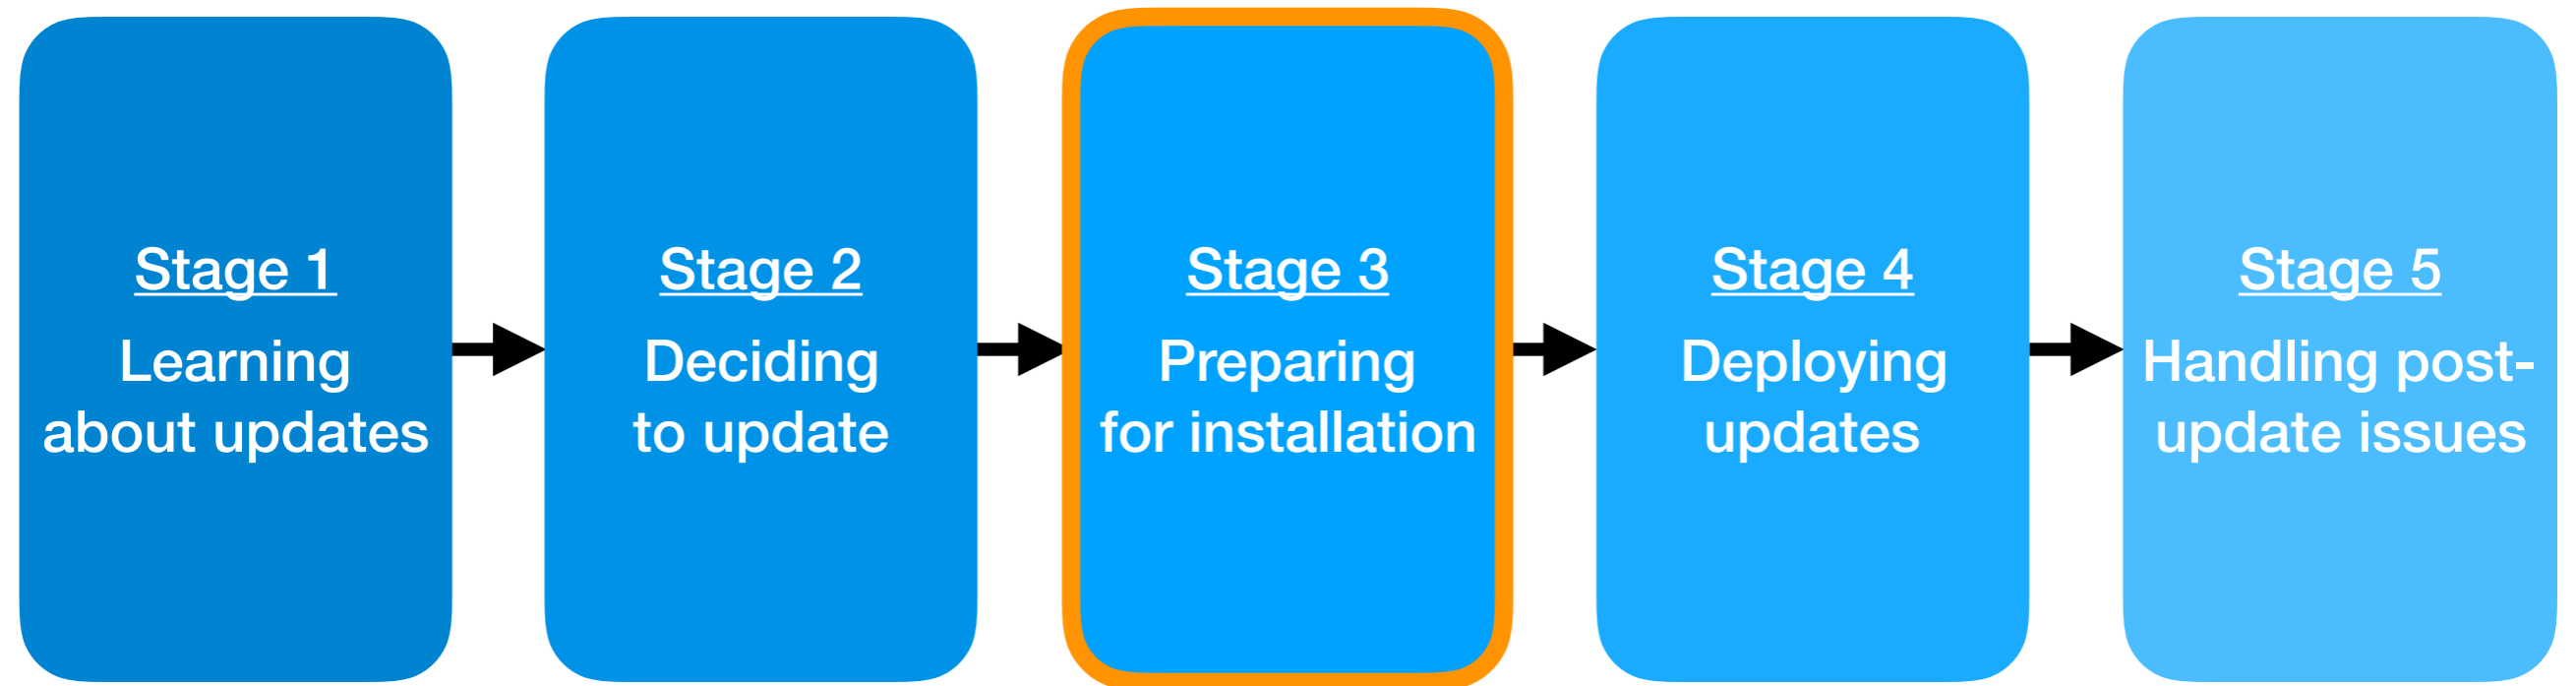 Stage 1
Learning
about updates
Stage 2
Deciding
to update
Stage 3
Preparing
for installation
Stage 4
Deploying
updates
Stage 5
Handling post-
update issues